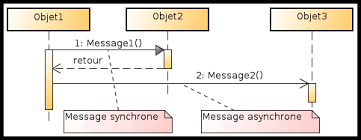 Objet1
Objet2
Objet3
1: Message1()
retour
2: Message2()
Message synchrone
Message asynchrone